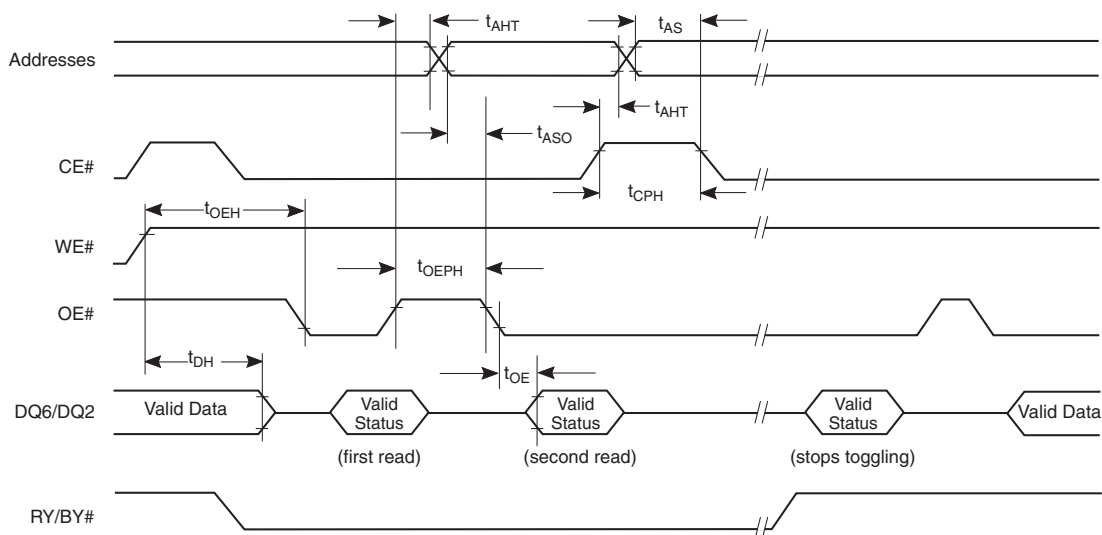 tAHT
tAS
Addresses
tAHT
tASO
CE#
tCPH
tOEH
WE#
tOEPH
OE#
tDH
tOE
DQ6/DQ2
Valid Data
Valid
Status
Valid
Status
Valid
Status
Valid Data
(first read)
(second read)
(stops toggling)
RY/BY#